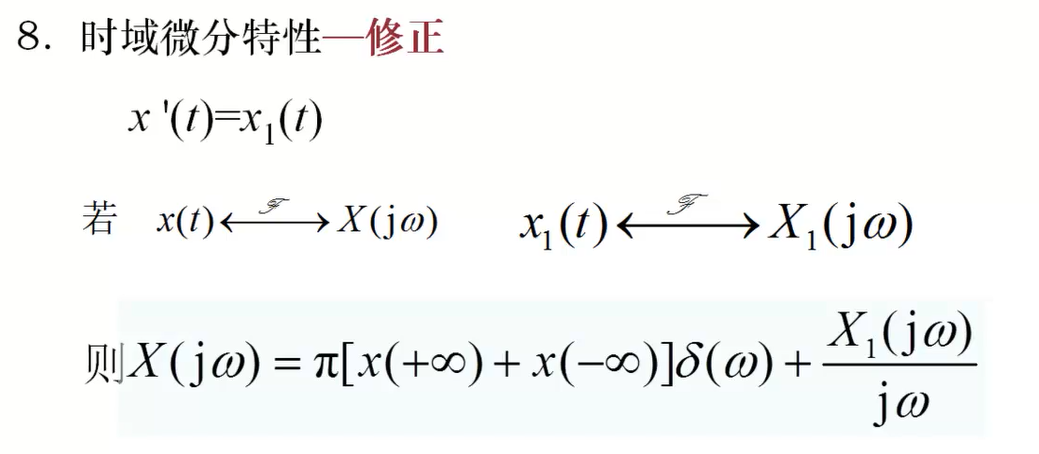 8. 时域微分特性—修正
x '(t)=x₁(t)
若 x(t) ←ℱ→ X(jω) x₁(t) ←ℱ→ X₁(jω)
则X(jω) = π[x(+∞) + x(−∞)]δ(ω) + X₁(jω)/jω